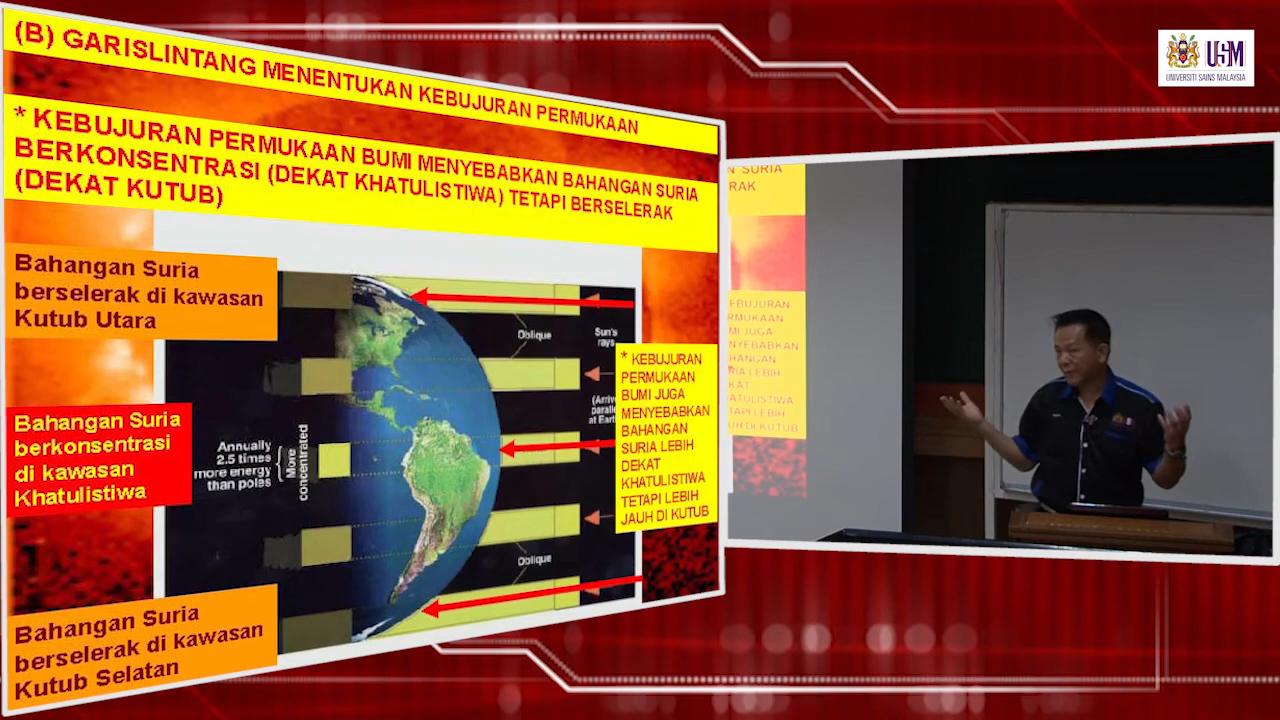 (B) GARISLINTANG MENENTUKAN KEBUJURAN PERMUKAAN
* KEBUJURAN PERMUKAAN BUMI MENYEBABKAN BAHANGAN SURIA
BERKONSENTRASI (DEKAT KHATULISTIWA) TETAPI BERSELERAK
(DEKAT KUTUB)
Bahangan Suria
berselerak di kawasan
Kutub Utara
Bahangan Suria
berkonsentrasi
di kawasan
Khatulistiwa
Bahangan Suria
berselerak di kawasan
Kutub Selatan
Annually
2.5 times
more energy
than poles
More
concentrated
Oblique
Sun's
rays
at Earth
Oblique
* KEBUJURAN
PERMUKAAN
BUMI JUGA
MENYEBABKAN
BAHANGAN
SURIA LEBIH
DEKAT
KHATULISTIWA
TETAPI LEBIH
JAUH DI KUTUB
USM
UNIVERSITI SAINS MALAYSIA
SURIA